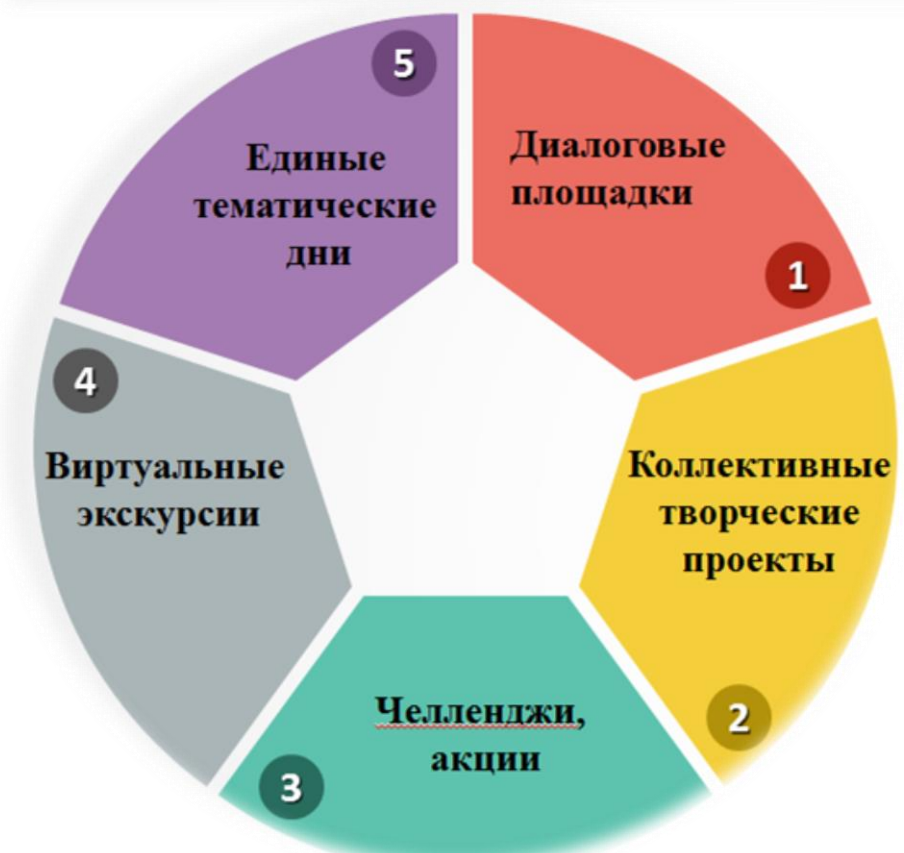 Диалоговые
площадки
1
Коллективные
творческие
проекты
2
Челленджи,
акции
3
4
Виртуальные
экскурсии
5
Единые
тематические
дни